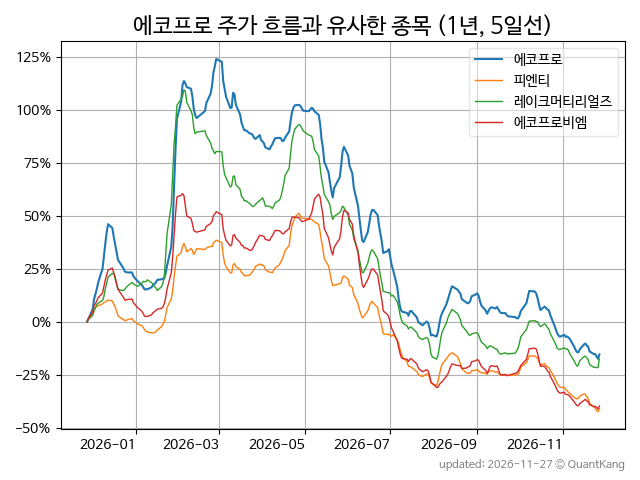 에코프로 주가 흐름과 유사한 종목 (1년, 5일선)
125%
100%
75%
50%
25%
0%
−25%
−50%
에코프로
피엔티
레이크머티리얼즈
에코프로비엠
2026-01
2026-03
2026-05
2026-07
2026-09
2026-11
updated: 2026-11-27 © QuantKang